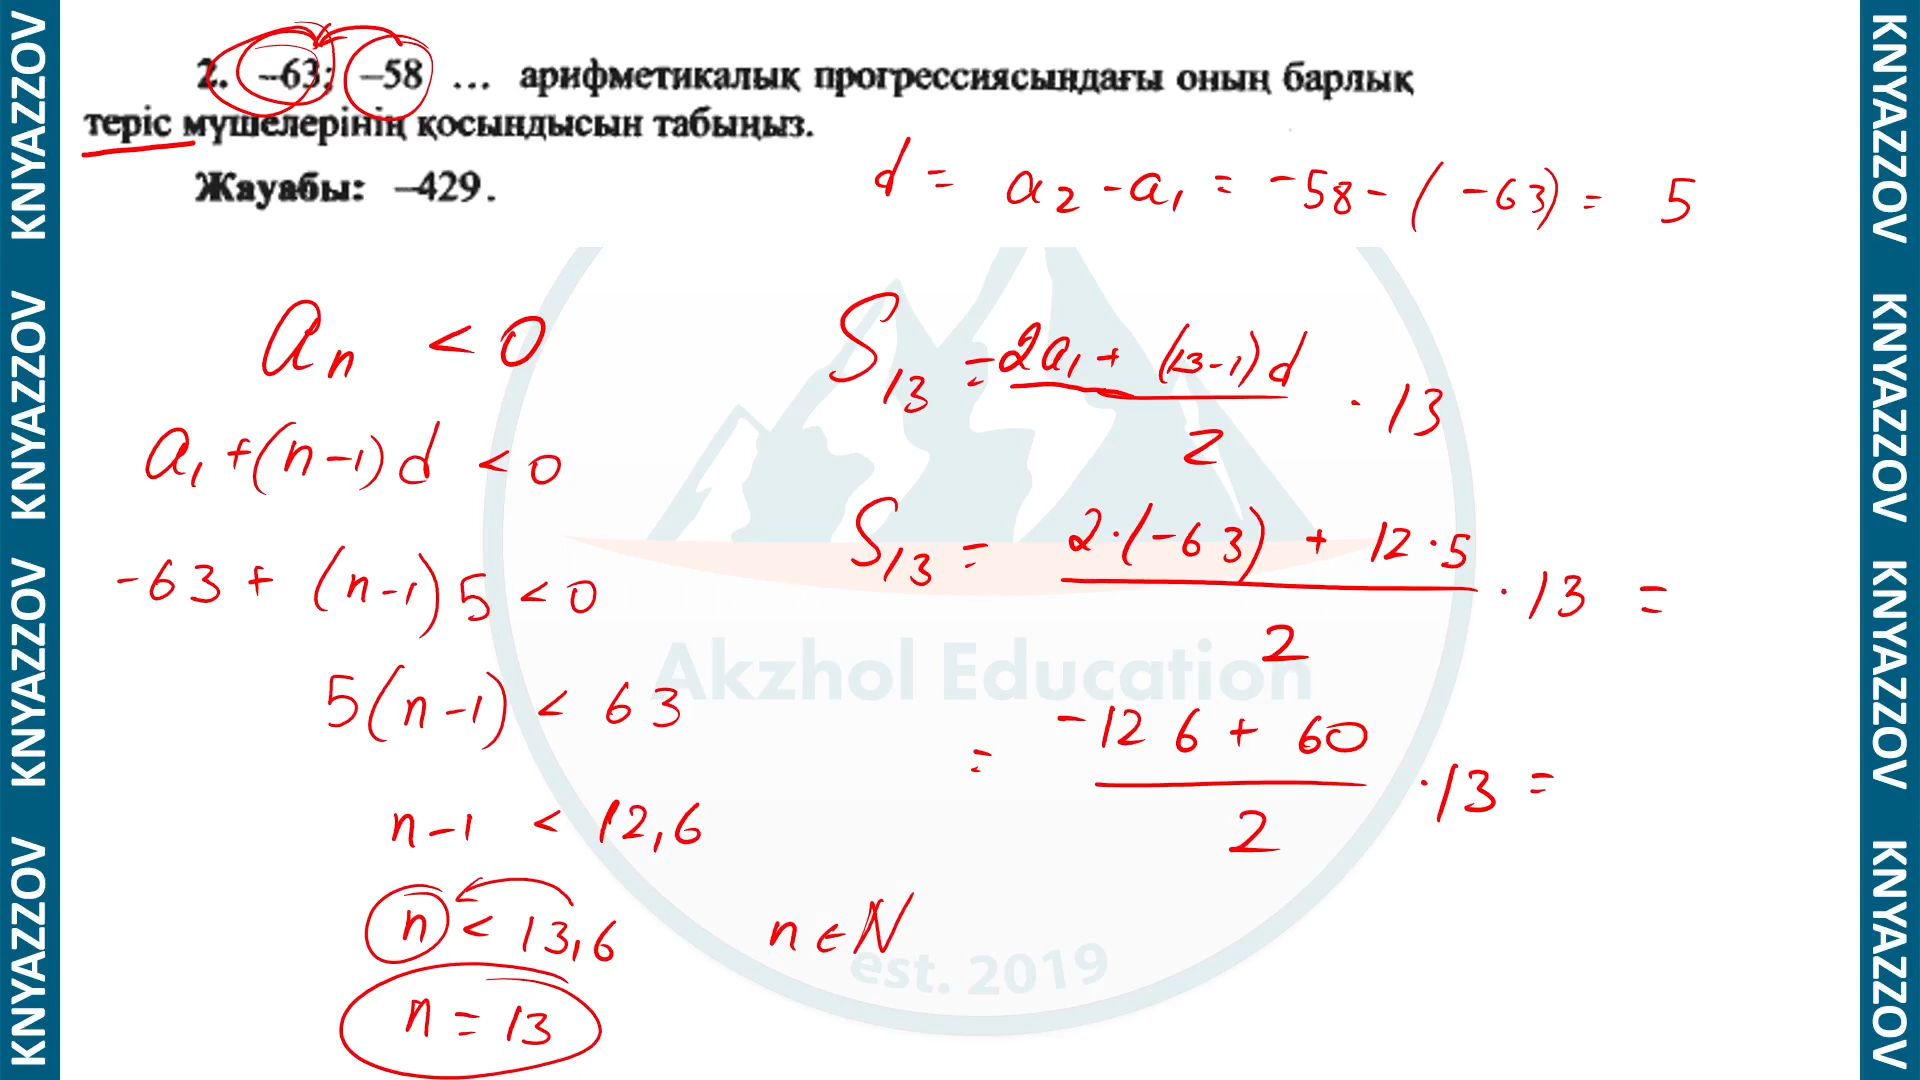 2. –63; –58 ... арифметикалық прогрессиясындағы оның барлық
теріс мүшелерінің қосындысын табыңыз.
Жауабы: –429.
d = a₂ - a₁ = -58 - (-63) = 5
aₙ < 0
a₁ + (n-1)d < 0
-63 + (n-1)5 < 0
5(n-1) < 63
n-1 < 12,6
n < 13,6
n = 13
n ∈ N
S₁₃ = (2a₁ + (13-1)d)/2 · 13
S₁₃ = (2·(-63) + 12·5)/2 · 13 =
= (-126 + 60)/2 · 13 =
Akzhol Education
est. 2019
KNYAZZOV KNYAZZOV KNYAZZOV KNYAZZOV
KNYAZZOV KNYAZZOV KNYAZZOV KNYAZZOV